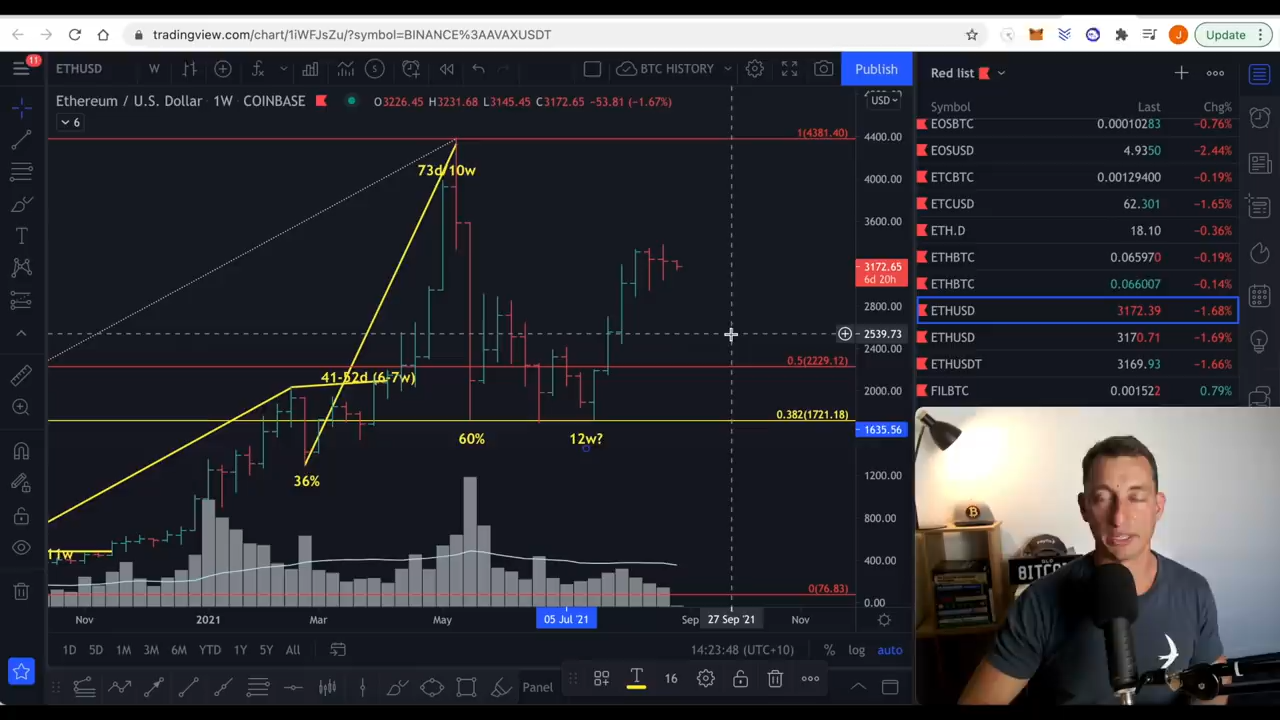 tradingview.com/chart/1iWFJsZu/?symbol=BINANCE%3AAVAXUSDT
J
Update
11
ETHUSD
W
BTC HISTORY
Publish
Red list
Ethereum / U.S. Dollar 1W COINBASE O3226.45 H3231.68 L3145.45 C3172.65 -53.81 (-1.67%)
USD
6
Symbol Last Chg%
EOSBTC 0.00010283 -0.76%
EOSUSD 4.9350 -2.44%
ETCBTC 0.00129400 -0.19%
ETCUSD 62.301 -1.65%
ETH.D 18.10 -0.36%
ETHBTC 0.065970 -0.19%
ETHBTC 0.066007 -0.14%
ETHUSD 3172.39 -1.68%
ETHUSD 3170.71 -1.69%
ETHUSDT 3169.93 -1.66%
FILBTC 0.001522 0.79%
1(4381.40)
4400.00
73d/10w
4000.00
3600.00
3172.65
6d 20h
2800.00
2539.73
2400.00
0.5(2229.12)
41-52d (6-7w)
2000.00
0.382(1721.18)
1635.56
60%
12w?
36%
1200.00
800.00
11w
400.00
0(76.83)
0.00
Nov 2021 Mar May 05 Jul '21 Sep 27 Sep '21 Nov
1D 5D 1M 3M 6M YTD 1Y 5Y All
14:23:48 (UTC+10) % log auto
Panel
T 16
8BITCO